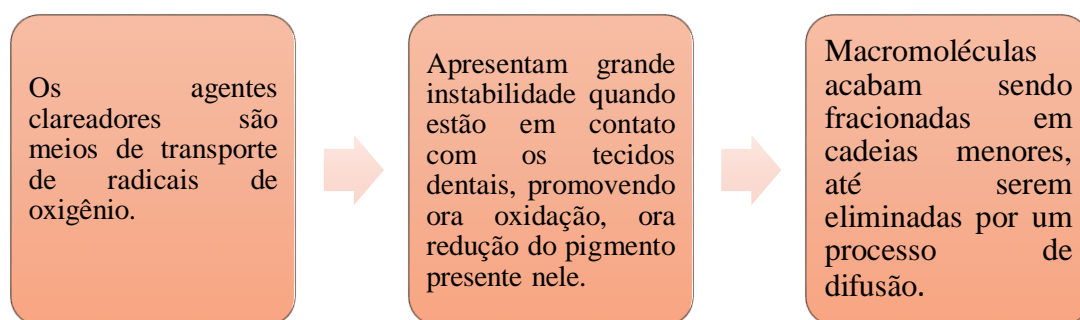 Os agentes
clareadores são
meios de transporte
de radicais de
oxigênio.
Apresentam grande
instabilidade quando
estão em contato
com os tecidos
dentais, promovendo
ora oxidação, ora
redução do pigmento
presente nele.
Macromoléculas
acabam sendo
fracionadas em
cadeias menores,
até serem
eliminadas por um
processo de
difusão.